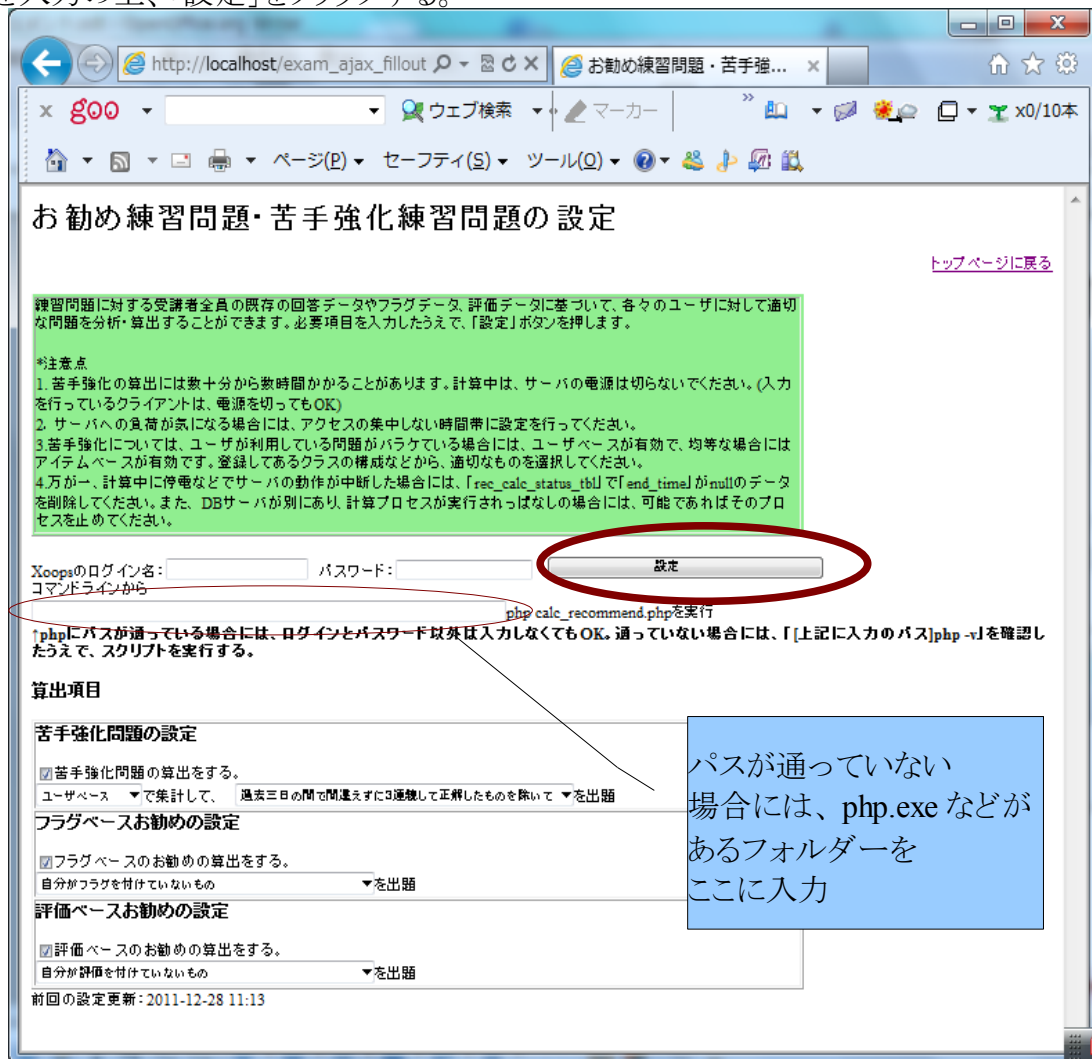 を入力の上、「設定」をクリックする。
http://localhost/exam_ajax_fillout
お勧め練習問題・苦手強...
x goo
ウェブ検索
マーカー
»
x0/10本
ページ(P)
セーフティ(S)
ツール(O)
お勧め練習問題・苦手強化練習問題の設定
トップページに戻る
練習問題に対する受講者全員の既存の回答データやフラグデータ、評価データに基づいて、各々のユーザに対して適切
な問題を分析・算出することができます。必要項目を入力したうえで、「設定」ボタンを押します。
*注意点
1. 苦手強化の算出には数十分から数時間かかることがあります。計算中は、サーバの電源は切らないでください。(入力
を行っているクライアントは、電源を切ってもOK)
2. サーバへの負荷が気になる場合には、アクセスの集中しない時間帯に設定を行ってください。
3.苦手強化については、ユーザが利用している問題がバラケている場合には、ユーザベースが有効で、均等な場合には
アイテムベースが有効です。登録してあるクラスの構成などから、適切なものを選択してください。
4.万が一、計算中に停電などでサーバの動作が中断した場合には、「rec_calc_status_tbl」で「end_time」がnullのデータ
を削除してください。また、DBサーバが別にあり、計算プロセスが実行されっぱなしの場合には、可能であればそのプロ
セスを止めてください。
Xoopsのログイン名: パスワード: 設定
コマンドラインから
php calc_recommend.phpを実行
↑phpにパスが通っている場合には、ログインとパスワード以外は入力しなくてもOK。通っていない場合には、「[上記に入力のパス]php -v」を確認し
たうえで、スクリプトを実行する。
算出項目
苦手強化問題の設定
苦手強化問題の算出をする。
ユーザベース ▼で集計して、 過去三日の間で間違えずに3連続して正解したものを除いて ▼を出題
フラグベースお勧めの設定
フラグベースのお勧めの算出をする。
自分がフラグを付けていないもの ▼を出題
評価ベースお勧めの設定
評価ベースのお勧めの算出をする。
自分が評価を付けていないもの ▼を出題
前回の設定更新:2011-12-28 11:13
パスが通っていない
場合には、php.exe などが
あるフォルダーを
ここに入力